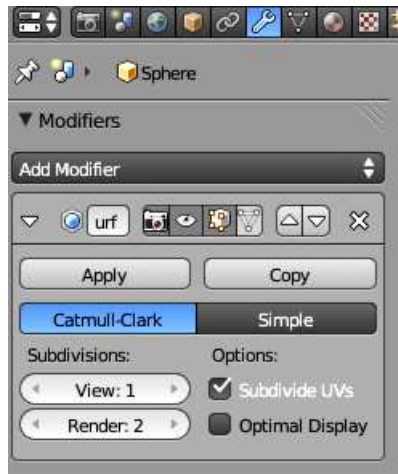 Sphere
Modifiers
Add Modifier
urf
Apply Copy
Catmull-Clark Simple
Subdivisions: Options:
View: 1 Subdivide UVs
Render: 2 Optimal Display